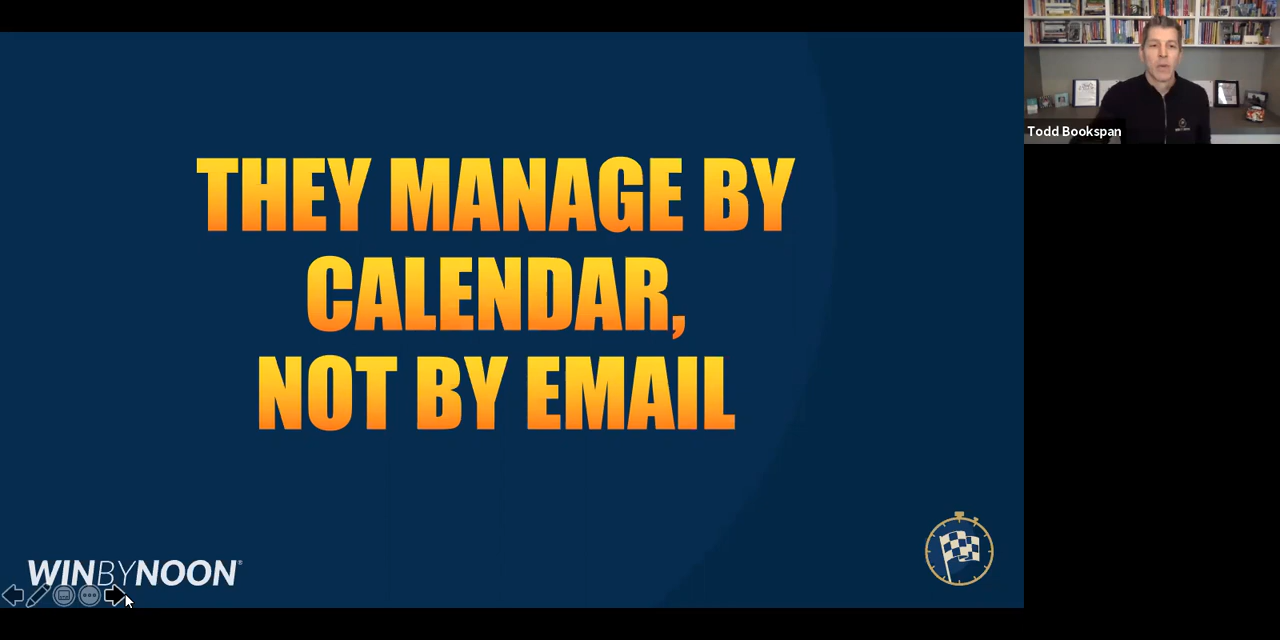 THEY MANAGE BY
CALENDAR,
NOT BY EMAIL
WINBYNOON®
Todd Bookspan